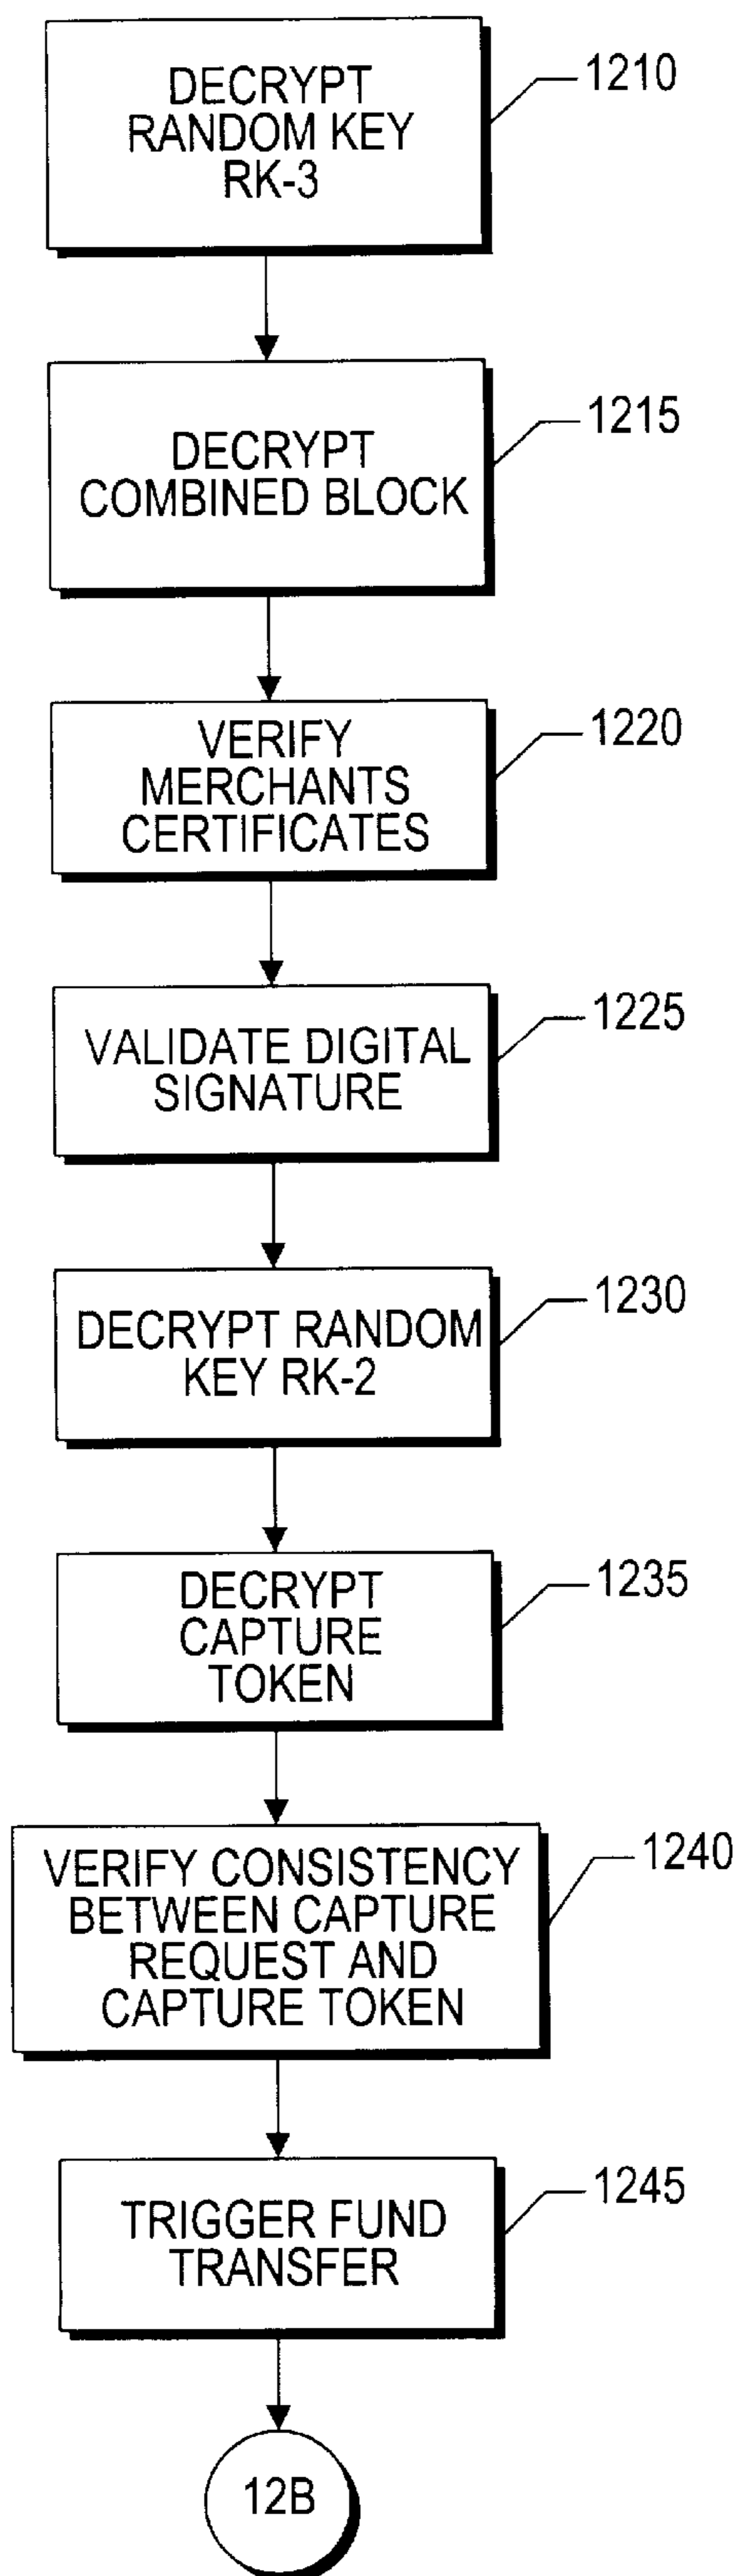 DECRYPT
RANDOM KEY
RK-3
1210
DECRYPT
COMBINED BLOCK
1215
VERIFY
MERCHANTS
CERTIFICATES
1220
VALIDATE DIGITAL
SIGNATURE
1225
DECRYPT RANDOM
KEY RK-2
1230
DECRYPT
CAPTURE
TOKEN
1235
VERIFY CONSISTENCY
BETWEEN CAPTURE
REQUEST AND
CAPTURE TOKEN
1240
TRIGGER FUND
TRANSFER
1245
12B